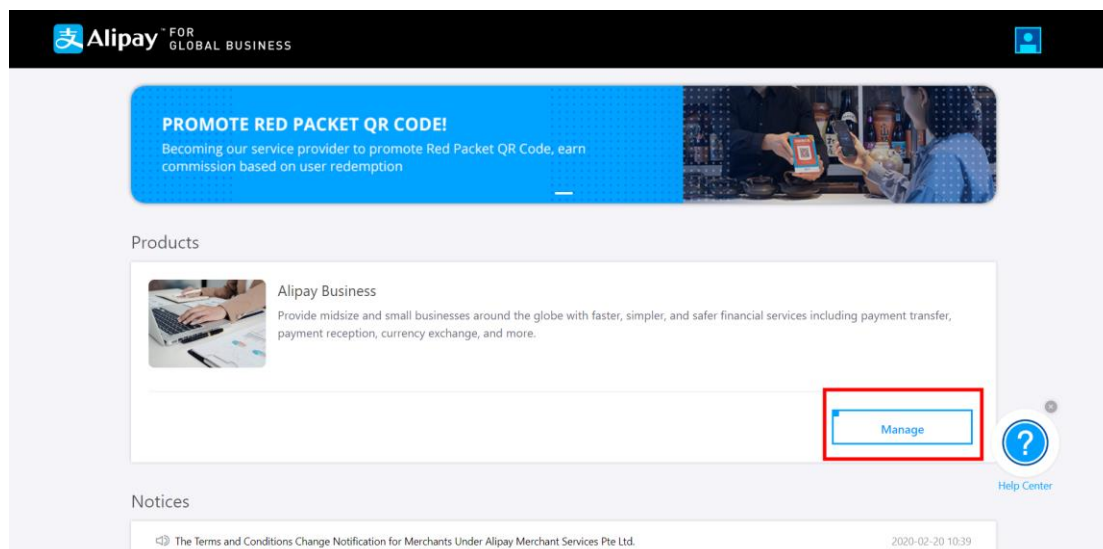 支 Alipay™ FOR
GLOBAL BUSINESS
PROMOTE RED PACKET QR CODE!
Becoming our service provider to promote Red Packet QR Code, earn
commission based on user redemption
Products
Alipay Business
Provide midsize and small businesses around the globe with faster, simpler, and safer financial services including payment transfer,
payment reception, currency exchange, and more.
Manage
?
Help Center
Notices
The Terms and Conditions Change Notification for Merchants Under Alipay Merchant Services Pte Ltd. 2020-02-20 10:39